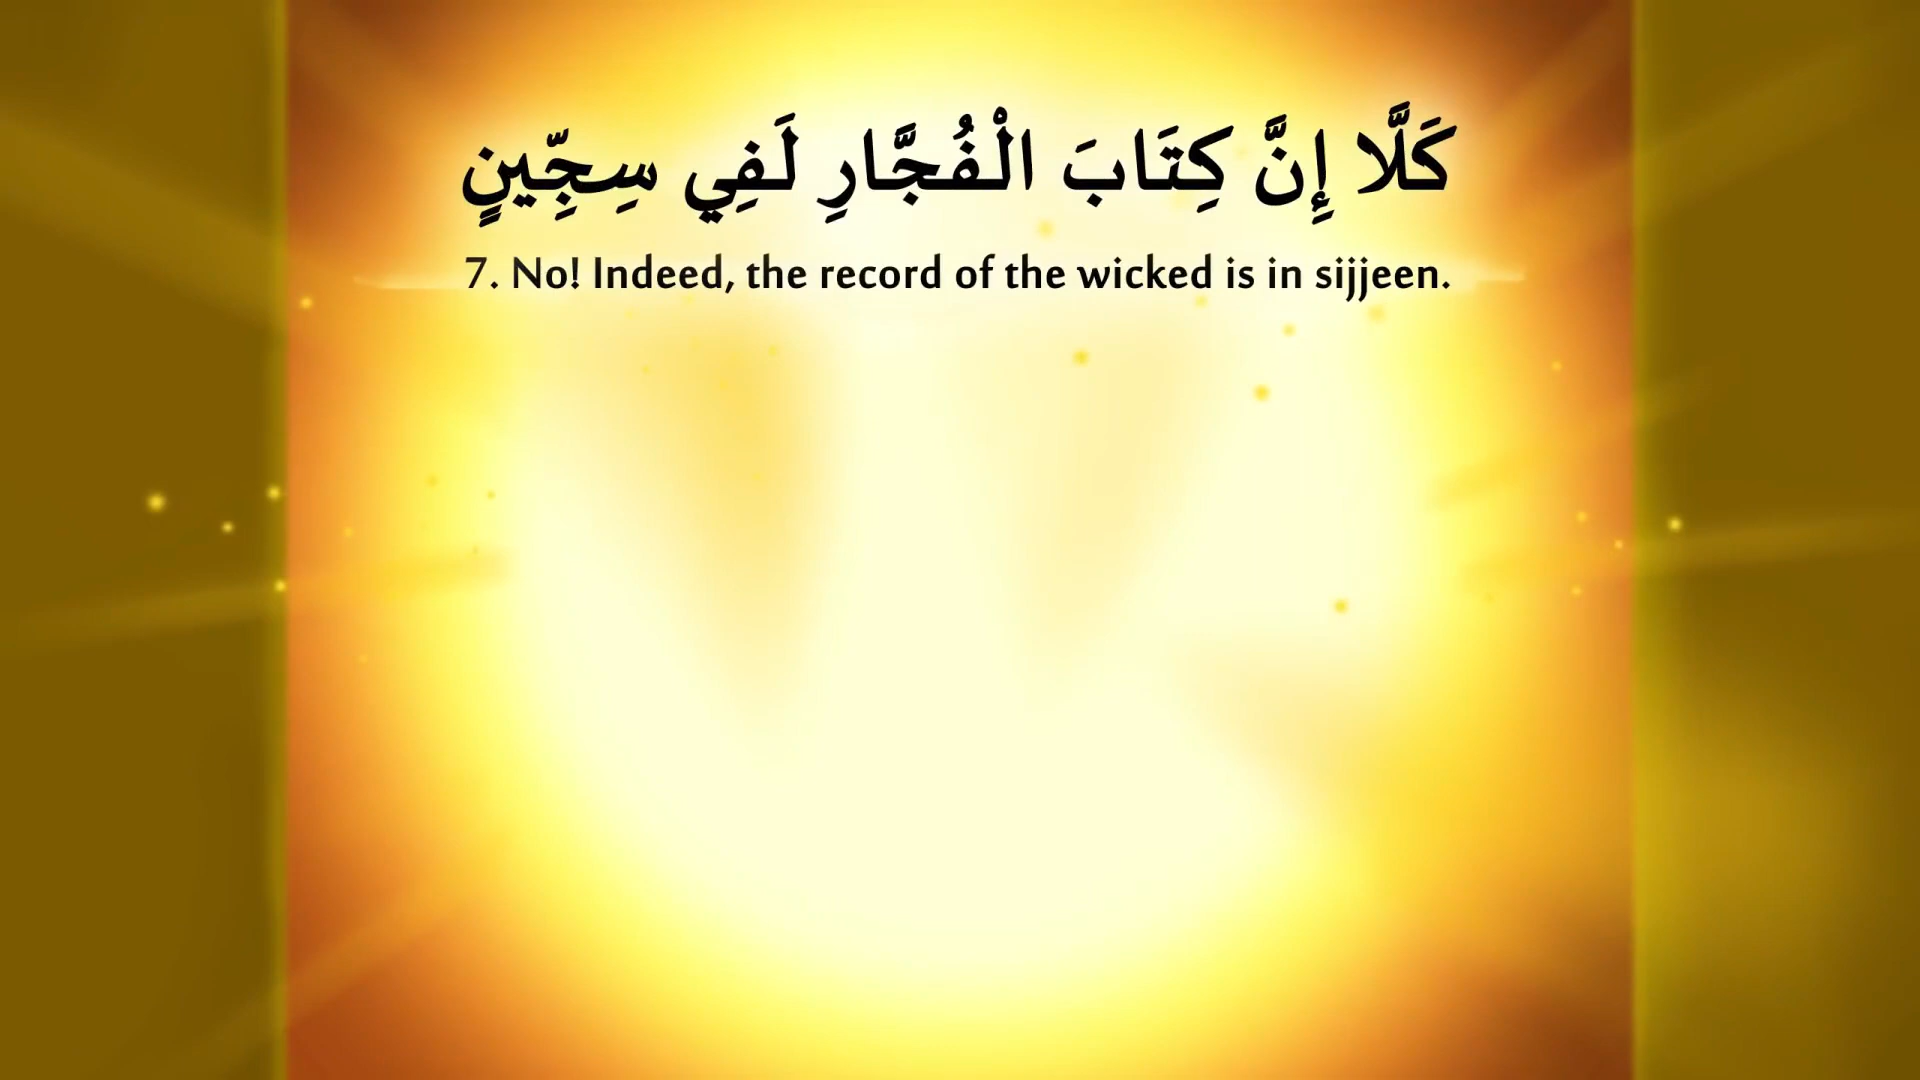 كَلَّا إِنَّ كِتَابَ الْفُجَّارِ لَفِي سِجِّينٍ
7. No! Indeed, the record of the wicked is in sijjeen.